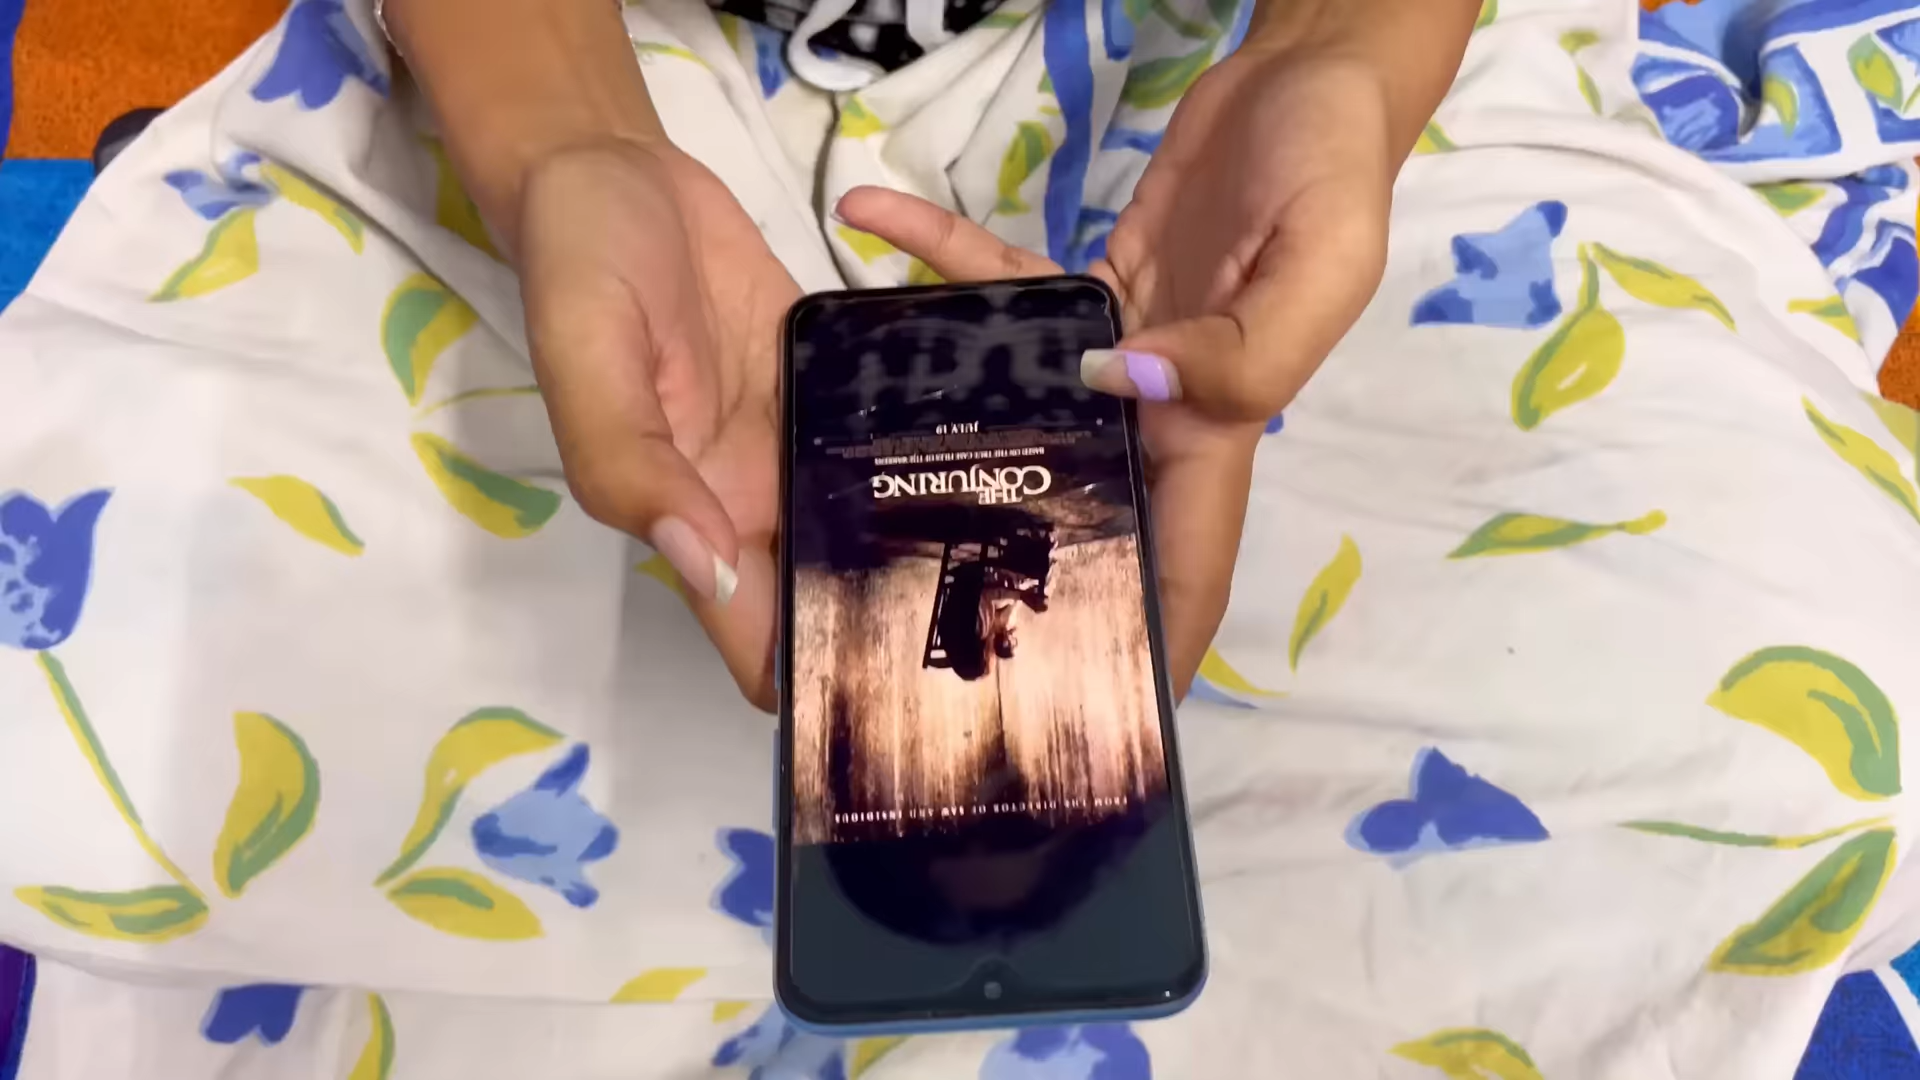 FROM THE DIRECTOR OF SAW AND INSIDIOUS
THE
CONJURING
BASED ON THE TRUE CASE FILES OF THE WARRENS
JULY 19